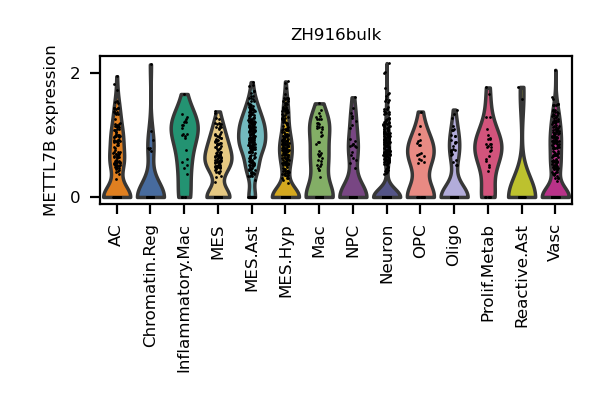 ZH916bulk
METTL7B expression
2
0
AC
Chromatin.Reg
Inflammatory.Mac
MES
MES.Ast
MES.Hyp
Mac
NPC
Neuron
OPC
Oligo
Prolif.Metab
Reactive.Ast
Vasc